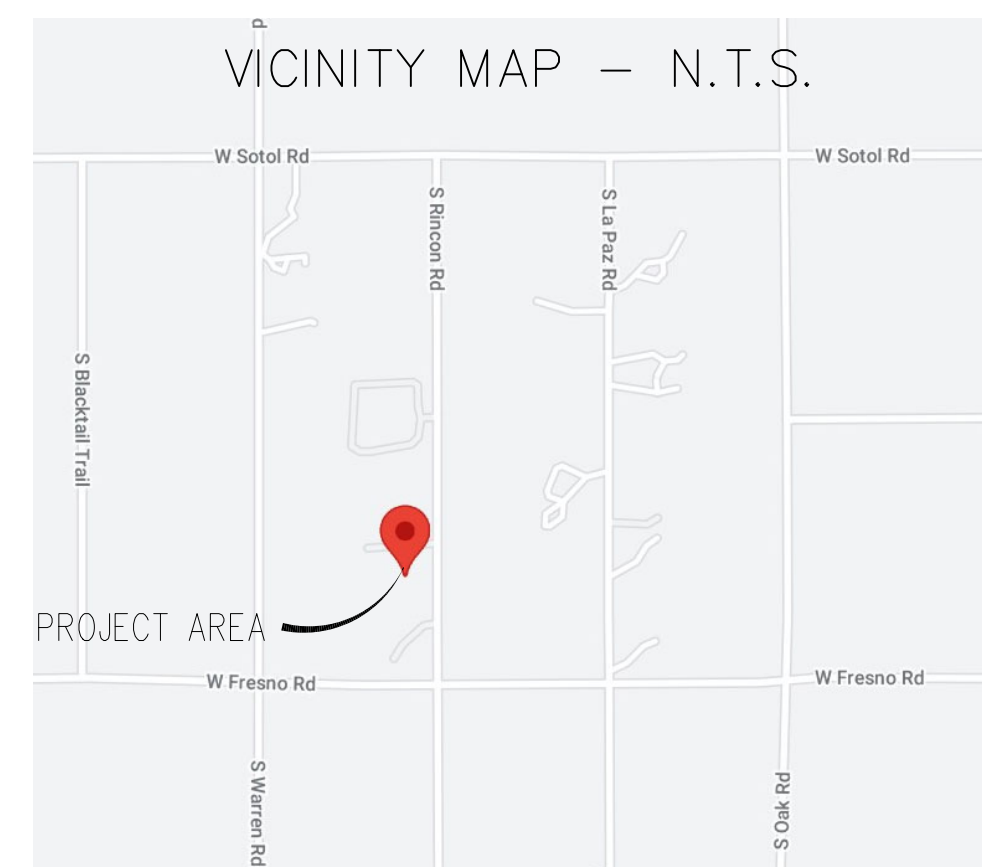 d
VICINITY MAP – N.T.S.
W Sotol Rd
W Sotol Rd
S Rincon Rd
S La Paz Rd
S Blacktail Trail
PROJECT AREA
W Fresno Rd
W Fresno Rd
S Warren Rd
S Oak Rd